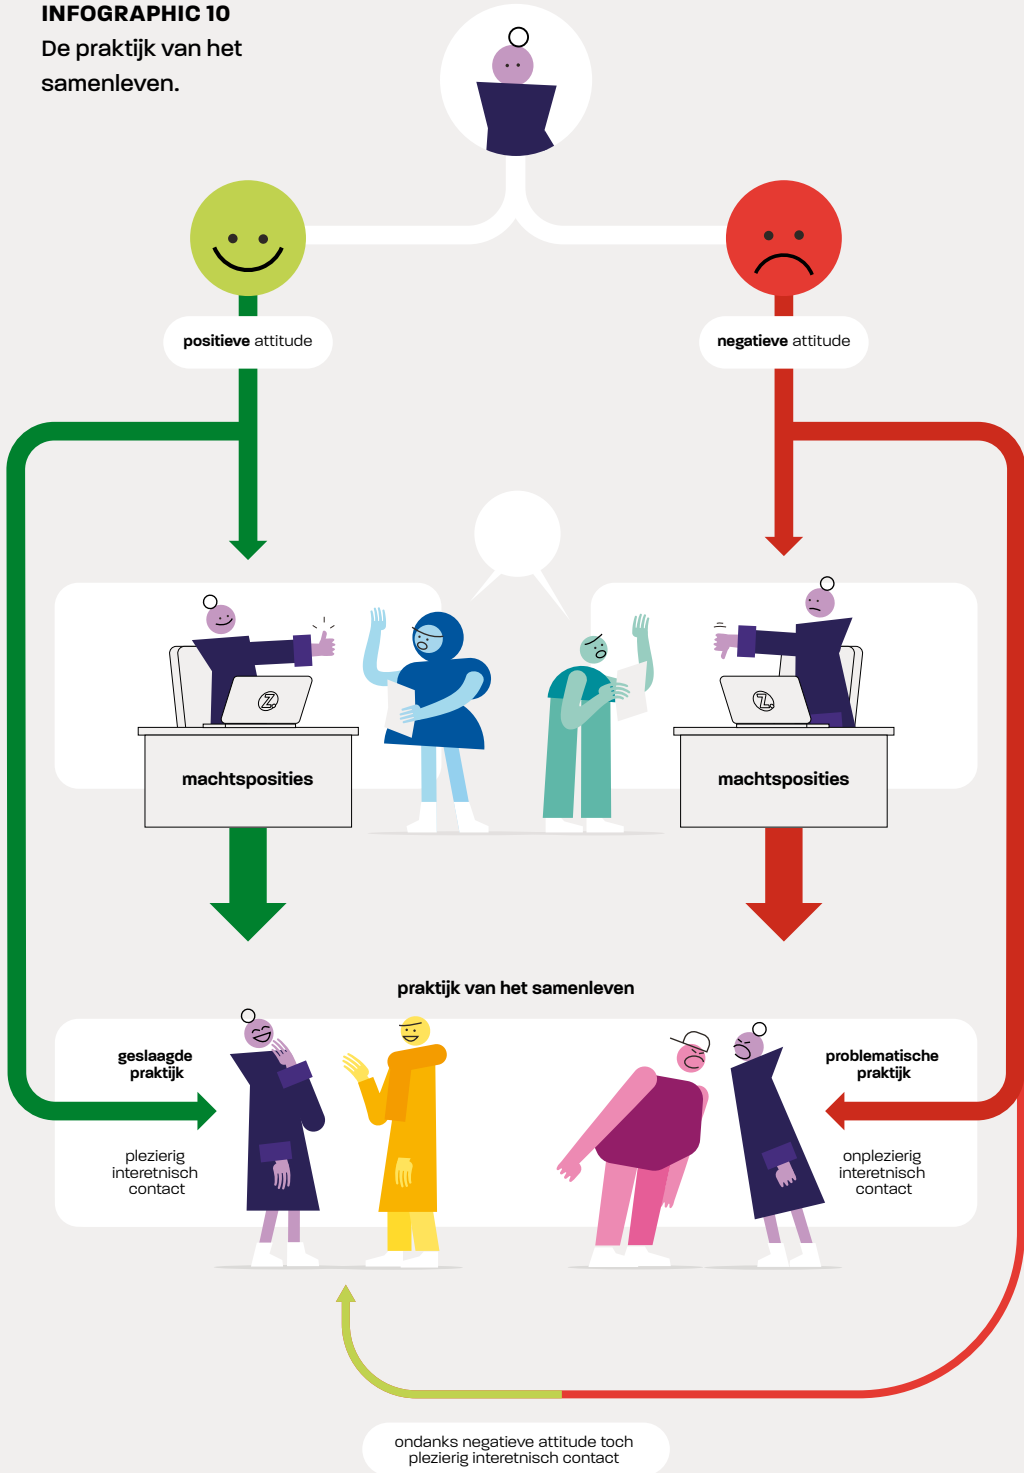 INFOGRAPHIC 10
De praktijk van het
samenleven.
positieve attitude
negatieve attitude
Z.
Z.
machtsposities
machtsposities
praktijk van het samenleven
geslaagde
praktijk
problematische
praktijk
plezierig
interetnisch
contact
onplezierig
interetnisch
contact
ondanks negatieve attitude toch
plezierig interetnisch contact